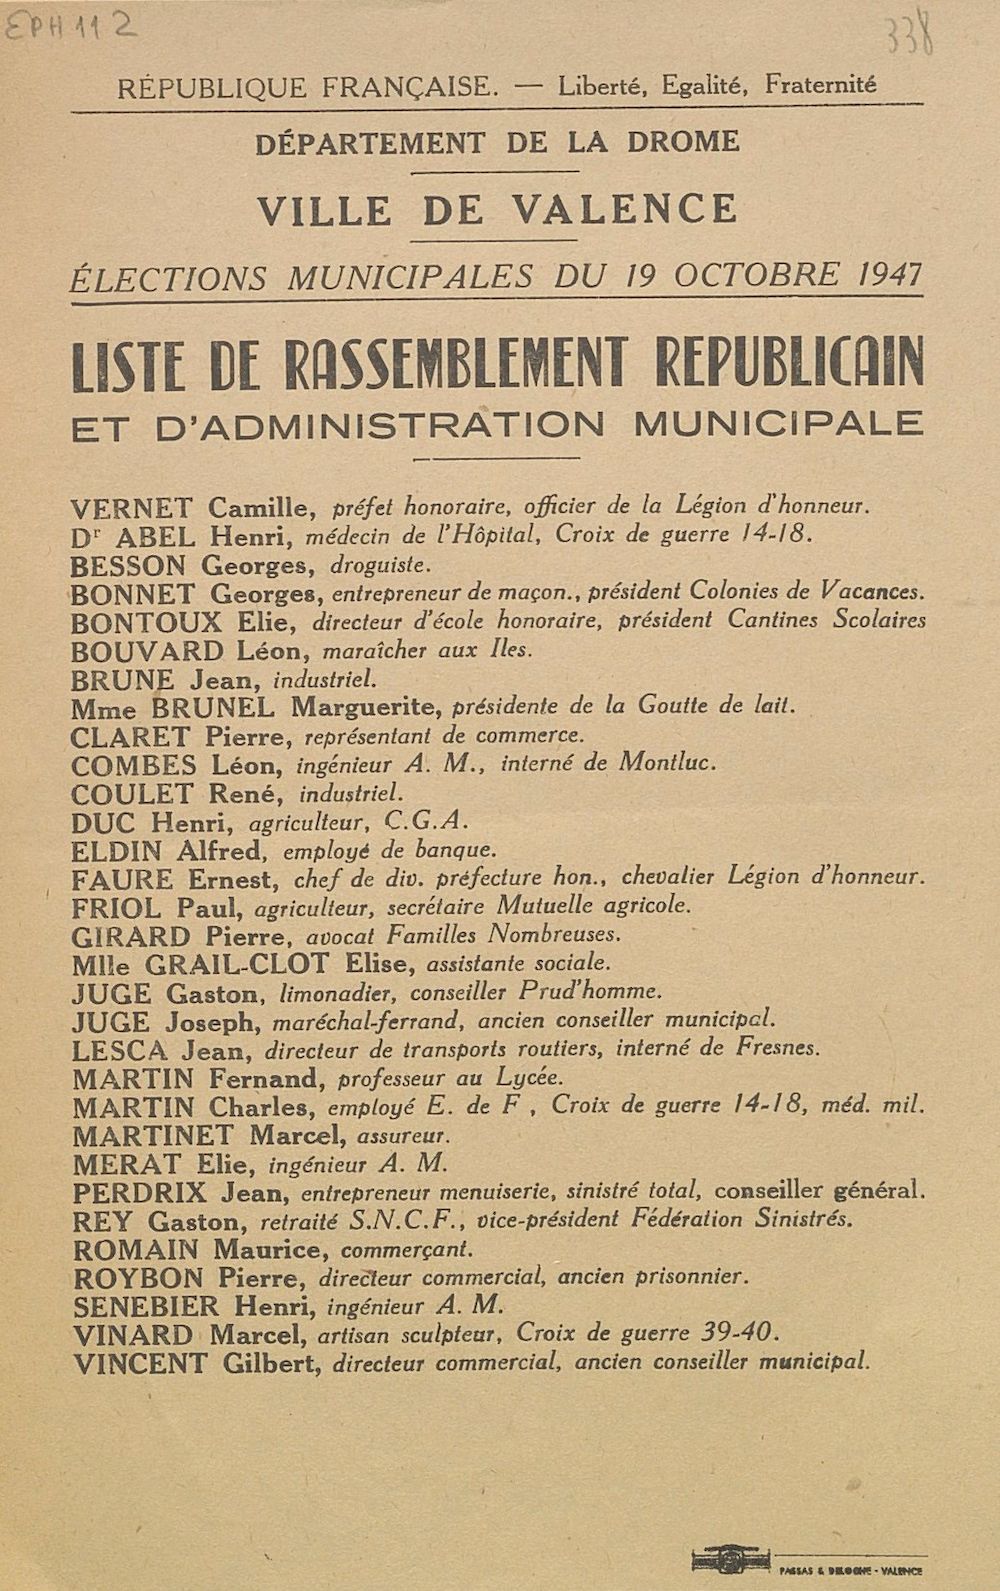 EPH 11 2
338
RÉPUBLIQUE FRANÇAISE. — Liberté, Egalité, Fraternité
DÉPARTEMENT DE LA DROME
VILLE DE VALENCE
ÉLECTIONS MUNICIPALES DU 19 OCTOBRE 1947
LISTE DE RASSEMBLEMENT REPUBLICAIN
ET D'ADMINISTRATION MUNICIPALE
VERNET Camille, préfet honoraire, officier de la Légion d'honneur.
Dr ABEL Henri, médecin de l'Hôpital, Croix de guerre 14-18.
BESSON Georges, droguiste.
BONNET Georges, entrepreneur de maçon., président Colonies de Vacances.
BONTOUX Elie, directeur d'école honoraire, président Cantines Scolaires
BOUVARD Léon, maraîcher aux Iles.
BRUNE Jean, industriel.
Mme BRUNEL Marguerite, présidente de la Goutte de lait.
CLARET Pierre, représentant de commerce.
COMBES Léon, ingénieur A. M., interné de Montluc.
COULET René, industriel.
DUC Henri, agriculteur, C.G.A.
ELDIN Alfred, employé de banque.
FAURE Ernest, chef de div. préfecture hon., chevalier Légion d'honneur.
FRIOL Paul, agriculteur, secrétaire Mutuelle agricole.
GIRARD Pierre, avocat Familles Nombreuses.
Mlle GRAIL-CLOT Elise, assistante sociale.
JUGE Gaston, limonadier, conseiller Prud'homme.
JUGE Joseph, maréchal-ferrand, ancien conseiller municipal.
LESCA Jean, directeur de transports routiers, interné de Fresnes.
MARTIN Fernand, professeur au Lycée.
MARTIN Charles, employé E. de F , Croix de guerre 14-18, méd. mil.
MARTINET Marcel, assureur.
MERAT Elie, ingénieur A. M.
PERDRIX Jean, entrepreneur menuiserie, sinistré total, conseiller général.
REY Gaston, retraité S.N.C.F., vice-président Fédération Sinistrés.
ROMAIN Maurice, commerçant.
ROYBON Pierre, directeur commercial, ancien prisonnier.
SENEBIER Henri, ingénieur A. M.
VINARD Marcel, artisan sculpteur, Croix de guerre 39-40.
VINCENT Gilbert, directeur commercial, ancien conseiller municipal.
PASSAS & DELOCHE - VALENCE